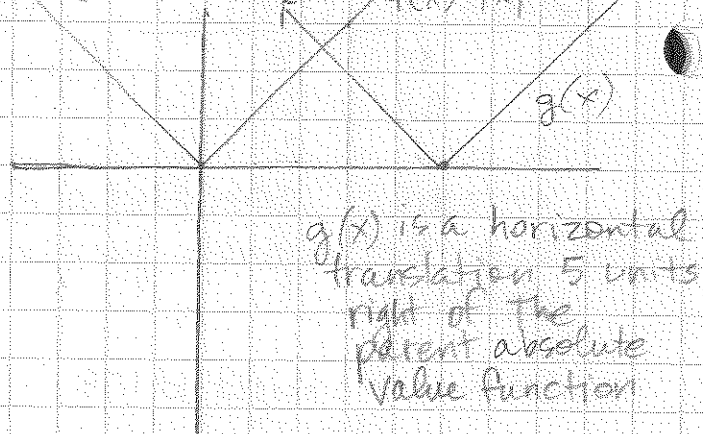 g(x)
g(x) is a horizontal
translation 5 units
right of the
parent absolute
value function